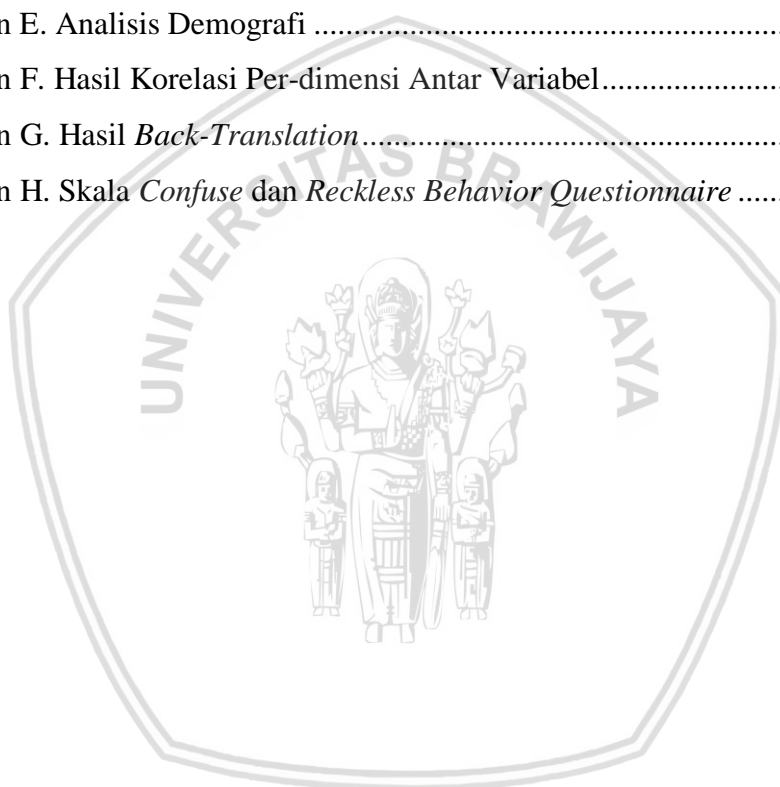 n E. Analisis Demografi ..............................................................
n F. Hasil Korelasi Per-dimensi Antar Variabel.......................
n G. Hasil Back-Translation.......................................................
n H. Skala Confuse dan Reckless Behavior Questionnaire ......
UNIVERSITAS BRAWIJAYA